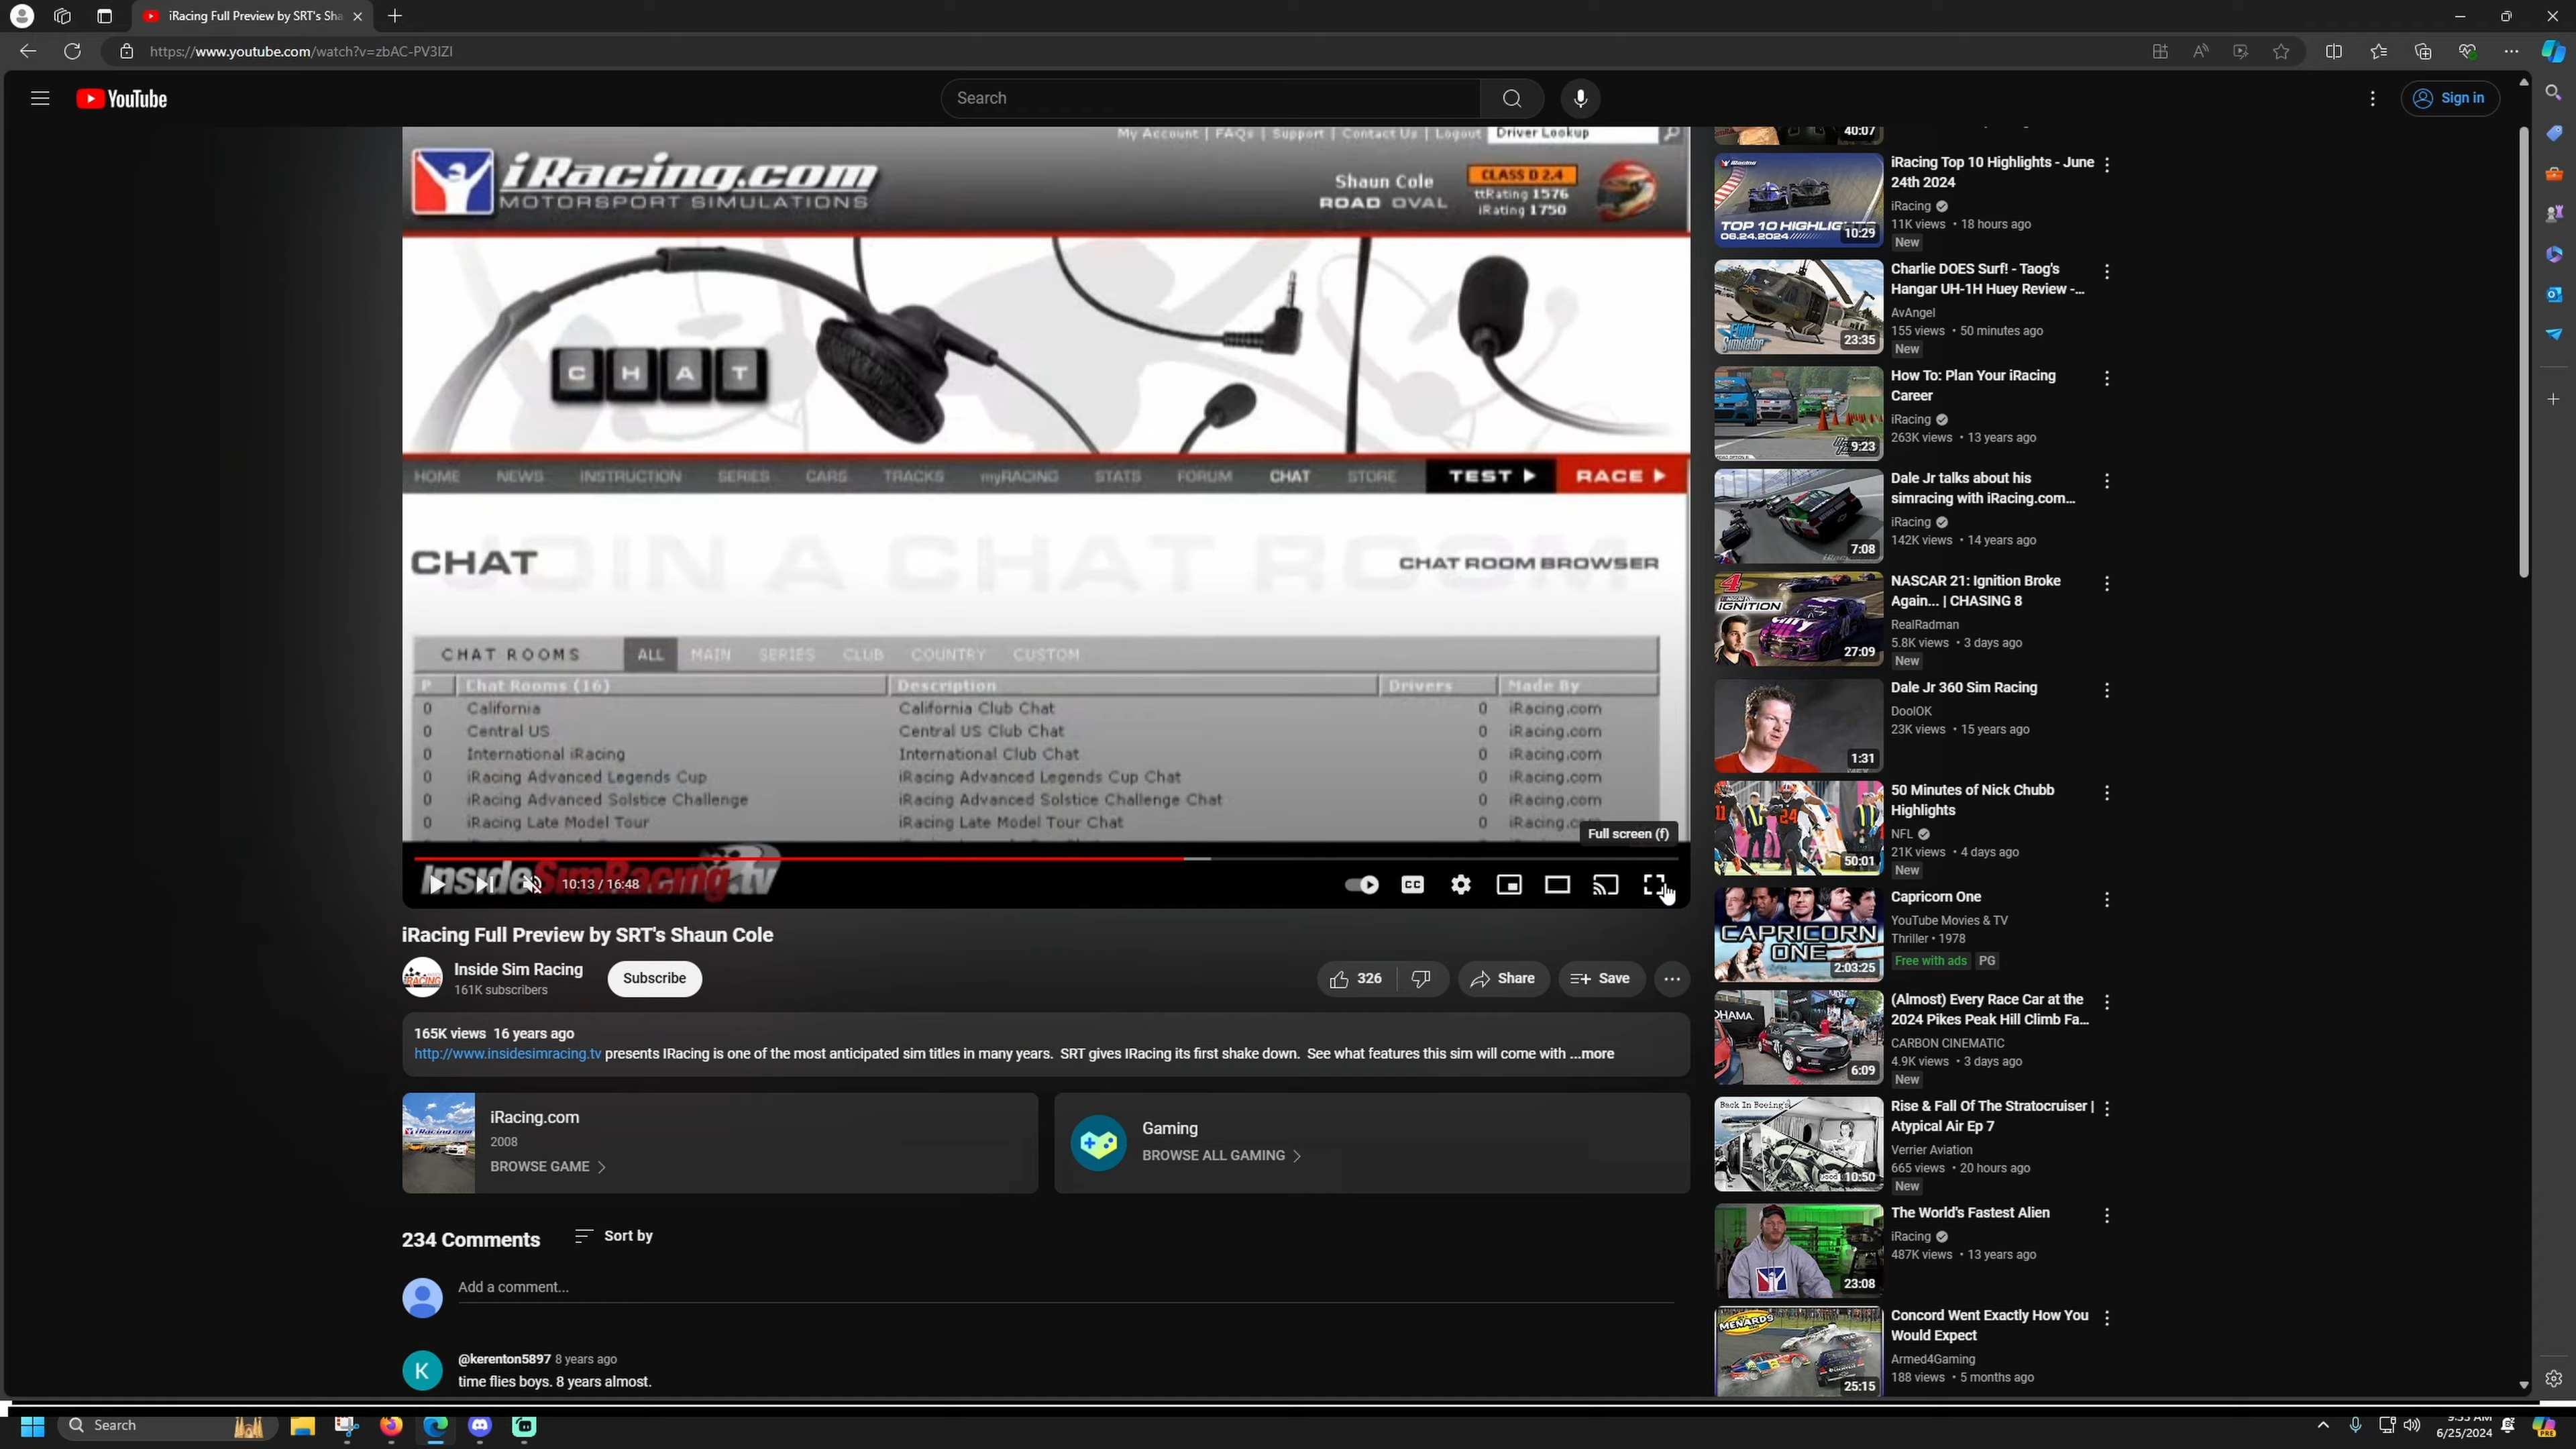 iRacing Full Preview by SRT's Sha
https://www.youtube.com/watch?v=zbAC-PV3IZI
YouTube
Search
Sign in
My Account | FAQs | Support | Contact Us | Logout Driver Lookup
iRacing.com
MOTORSPORT SIMULATIONS
Shaun Cole
ROAD OVAL
CLASS D 2.4
ttRating 1576
iRating 1750
CHAT
HOME NEWS INSTRUCTION SERIES CARS TRACKS myRACING STATS FORUM CHAT STORE TEST RACE
JOIN A CHAT ROOM
CHAT
CHAT ROOM BROWSER
CHAT ROOMS ALL MAIN SERIES CLUB COUNTRY CUSTOM
P Chat Rooms (16) Description Drivers Made By
0 California California Club Chat 0 iRacing.com
0 Central US Central US Club Chat 0 iRacing.com
0 International iRacing International Club Chat 0 iRacing.com
0 iRacing Advanced Legends Cup iRacing Advanced Legends Cup Chat 0 iRacing.com
0 iRacing Advanced Solstice Challenge iRacing Advanced Solstice Challenge Chat 0 iRacing.com
0 iRacing Late Model Tour iRacing Late Model Tour Chat 0 iRacing.com
Full screen (f)
InsideSimRacing.tv
10:13 / 16:48
CC
iRacing Full Preview by SRT's Shaun Cole
Inside Sim Racing
161K subscribers
Subscribe
326
Share
Save
165K views 16 years ago
http://www.insidesimracing.tv presents IRacing is one of the most anticipated sim titles in many years. SRT gives IRacing its first shake down. See what features this sim will come with ...more
iRacing.com
2008
BROWSE GAME
Gaming
BROWSE ALL GAMING
234 Comments
Sort by
Add a comment...
K
@kerenton5897 8 years ago
time flies boys. 8 years almost.
40:07
iRacing
TOP 10 HIGHLIGHTS
06.24.2024
10:29
iRacing Top 10 Highlights - June
24th 2024
iRacing
11K views • 18 hours ago
New
Flight
Simulator
23:35
Charlie DOES Surf! - Taog's
Hangar UH-1H Huey Review -...
AvAngel
155 views • 50 minutes ago
New
9:23
How To: Plan Your iRacing
Career
iRacing
263K views • 13 years ago
7:08
Dale Jr talks about his
simracing with iRacing.com...
iRacing
142K views • 14 years ago
4
IGNITION
27:09
NASCAR 21: Ignition Broke
Again... | CHASING 8
RealRadman
5.8K views • 3 days ago
New
1:31
Dale Jr 360 Sim Racing
DoolOK
23K views • 15 years ago
24
50:01
50 Minutes of Nick Chubb
Highlights
NFL
21K views • 4 days ago
New
CAPRICORN
ONE
2:03:25
Capricorn One
YouTube Movies & TV
Thriller • 1978
Free with ads PG
6:09
(Almost) Every Race Car at the
2024 Pikes Peak Hill Climb Fa...
CARBON CINEMATIC
4.9K views • 3 days ago
New
Back In Boeing's
10:50
Rise & Fall Of The Stratocruiser |
Atypical Air Ep 7
Verrier Aviation
665 views • 20 hours ago
New
23:08
The World's Fastest Alien
iRacing
487K views • 13 years ago
MENARDS
25:15
Concord Went Exactly How You
Would Expect
Armed4Gaming
188 views • 5 months ago
Search
9:53 AM
6/25/2024
PRE